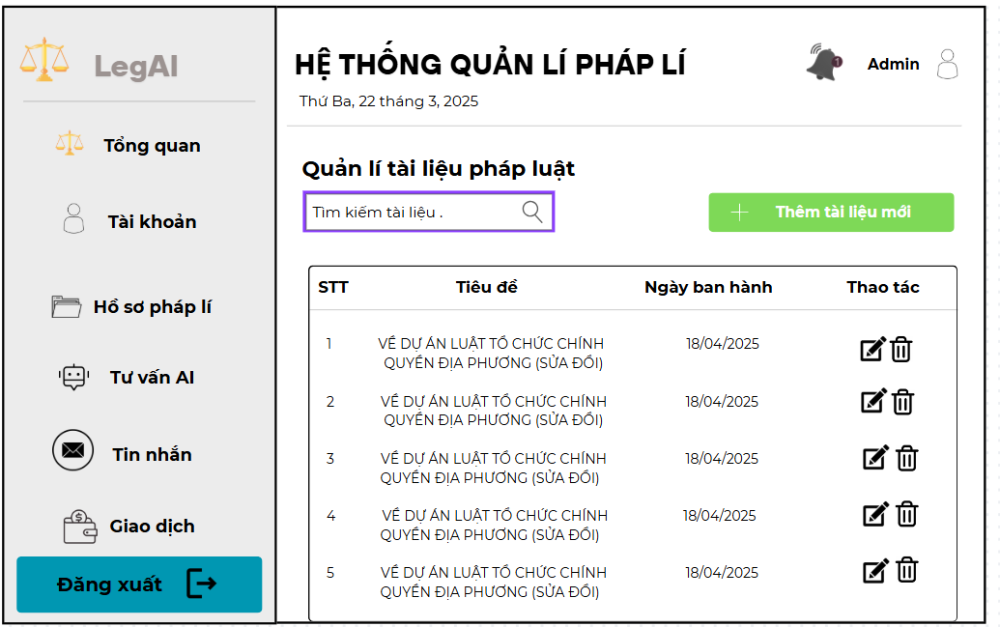 LegAI
Tổng quan
Tài khoản
Hồ sơ pháp lí
Tư vấn AI
Tin nhắn
Giao dịch
Đăng xuất
HỆ THỐNG QUẢN LÍ PHÁP LÍ
Thứ Ba, 22 tháng 3, 2025
1
Admin
Quản lí tài liệu pháp luật
Tìm kiếm tài liệu .
Thêm tài liệu mới
STT Tiêu đề Ngày ban hành Thao tác
1 VỀ DỰ ÁN LUẬT TỔ CHỨC CHÍNH 18/04/2025
QUYỀN ĐỊA PHƯƠNG (SỬA ĐỔI)
2 VỀ DỰ ÁN LUẬT TỔ CHỨC CHÍNH 18/04/2025
QUYỀN ĐỊA PHƯƠNG (SỬA ĐỔI)
3 VỀ DỰ ÁN LUẬT TỔ CHỨC CHÍNH 18/04/2025
QUYỀN ĐỊA PHƯƠNG (SỬA ĐỔI)
4 VỀ DỰ ÁN LUẬT TỔ CHỨC CHÍNH 18/04/2025
QUYỀN ĐỊA PHƯƠNG (SỬA ĐỔI)
5 VỀ DỰ ÁN LUẬT TỔ CHỨC CHÍNH 18/04/2025
QUYỀN ĐỊA PHƯƠNG (SỬA ĐỔI)